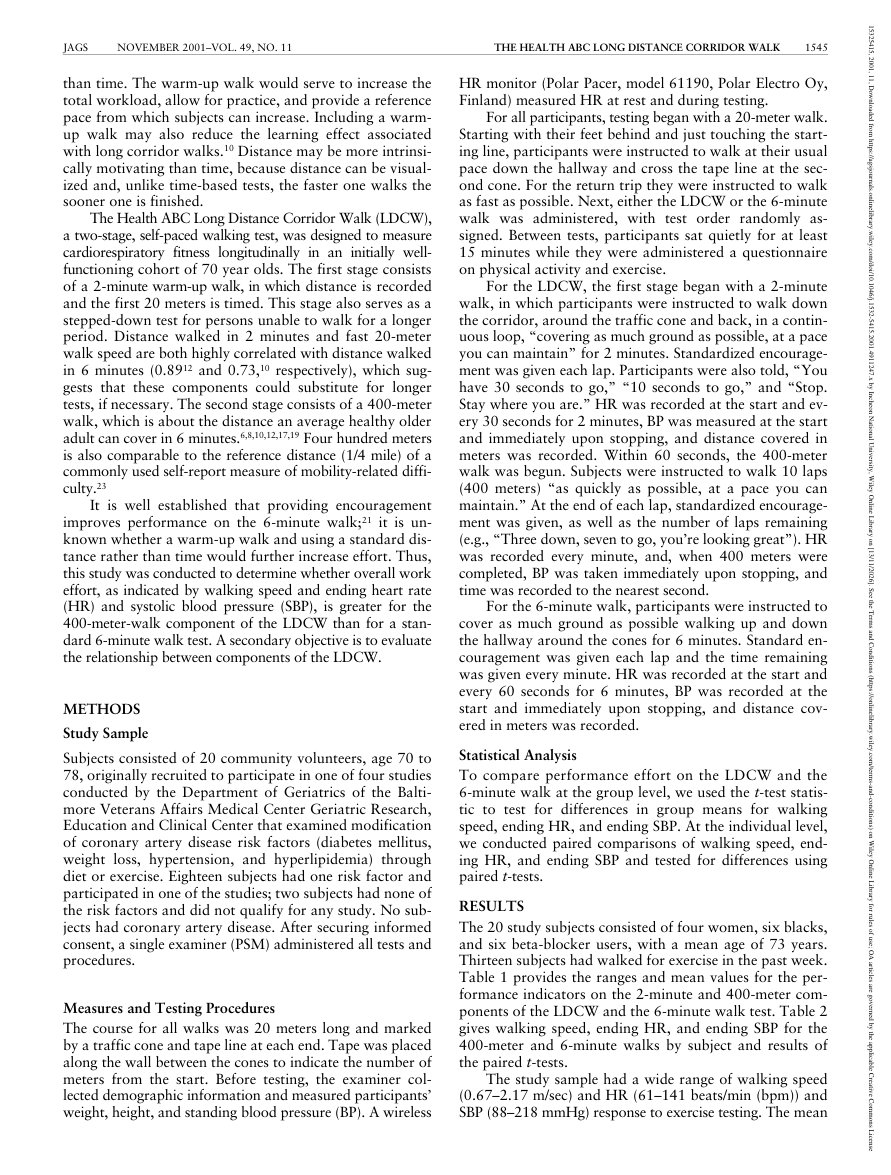 JAGS NOVEMBER 2001–VOL. 49, NO. 11
THE HEALTH ABC LONG DISTANCE CORRIDOR WALK 1545
than time. The warm-up walk would serve to increase the
total workload, allow for practice, and provide a reference
pace from which subjects can increase. Including a warm-
up walk may also reduce the learning effect associated
with long corridor walks.10 Distance may be more intrinsi-
cally motivating than time, because distance can be visual-
ized and, unlike time-based tests, the faster one walks the
sooner one is finished.
The Health ABC Long Distance Corridor Walk (LDCW),
a two-stage, self-paced walking test, was designed to measure
cardiorespiratory fitness longitudinally in an initially well-
functioning cohort of 70 year olds. The first stage consists
of a 2-minute warm-up walk, in which distance is recorded
and the first 20 meters is timed. This stage also serves as a
stepped-down test for persons unable to walk for a longer
period. Distance walked in 2 minutes and fast 20-meter
walk speed are both highly correlated with distance walked
in 6 minutes (0.8912 and 0.73,10 respectively), which sug-
gests that these components could substitute for longer
tests, if necessary. The second stage consists of a 400-meter
walk, which is about the distance an average healthy older
adult can cover in 6 minutes.6,8,10,12,17,19 Four hundred meters
is also comparable to the reference distance (1/4 mile) of a
commonly used self-report measure of mobility-related diffi-
culty.23
It is well established that providing encouragement
improves performance on the 6-minute walk;21 it is un-
known whether a warm-up walk and using a standard dis-
tance rather than time would further increase effort. Thus,
this study was conducted to determine whether overall work
effort, as indicated by walking speed and ending heart rate
(HR) and systolic blood pressure (SBP), is greater for the
400-meter-walk component of the LDCW than for a stan-
dard 6-minute walk test. A secondary objective is to evaluate
the relationship between components of the LDCW.
METHODS
Study Sample
Subjects consisted of 20 community volunteers, age 70 to
78, originally recruited to participate in one of four studies
conducted by the Department of Geriatrics of the Balti-
more Veterans Affairs Medical Center Geriatric Research,
Education and Clinical Center that examined modification
of coronary artery disease risk factors (diabetes mellitus,
weight loss, hypertension, and hyperlipidemia) through
diet or exercise. Eighteen subjects had one risk factor and
participated in one of the studies; two subjects had none of
the risk factors and did not qualify for any study. No sub-
jects had coronary artery disease. After securing informed
consent, a single examiner (PSM) administered all tests and
procedures.
Measures and Testing Procedures
The course for all walks was 20 meters long and marked
by a traffic cone and tape line at each end. Tape was placed
along the wall between the cones to indicate the number of
meters from the start. Before testing, the examiner col-
lected demographic information and measured participants’
weight, height, and standing blood pressure (BP). A wireless
HR monitor (Polar Pacer, model 61190, Polar Electro Oy,
Finland) measured HR at rest and during testing.
For all participants, testing began with a 20-meter walk.
Starting with their feet behind and just touching the start-
ing line, participants were instructed to walk at their usual
pace down the hallway and cross the tape line at the sec-
ond cone. For the return trip they were instructed to walk
as fast as possible. Next, either the LDCW or the 6-minute
walk was administered, with test order randomly as-
signed. Between tests, participants sat quietly for at least
15 minutes while they were administered a questionnaire
on physical activity and exercise.
For the LDCW, the first stage began with a 2-minute
walk, in which participants were instructed to walk down
the corridor, around the traffic cone and back, in a contin-
uous loop, “covering as much ground as possible, at a pace
you can maintain” for 2 minutes. Standardized encourage-
ment was given each lap. Participants were also told, “You
have 30 seconds to go,” “10 seconds to go,” and “Stop.
Stay where you are.” HR was recorded at the start and ev-
ery 30 seconds for 2 minutes, BP was measured at the start
and immediately upon stopping, and distance covered in
meters was recorded. Within 60 seconds, the 400-meter
walk was begun. Subjects were instructed to walk 10 laps
(400 meters) “as quickly as possible, at a pace you can
maintain.” At the end of each lap, standardized encourage-
ment was given, as well as the number of laps remaining
(e.g., “Three down, seven to go, you’re looking great”). HR
was recorded every minute, and, when 400 meters were
completed, BP was taken immediately upon stopping, and
time was recorded to the nearest second.
For the 6-minute walk, participants were instructed to
cover as much ground as possible walking up and down
the hallway around the cones for 6 minutes. Standard en-
couragement was given each lap and the time remaining
was given every minute. HR was recorded at the start and
every 60 seconds for 6 minutes, BP was recorded at the
start and immediately upon stopping, and distance cov-
ered in meters was recorded.
Statistical Analysis
To compare performance effort on the LDCW and the
6-minute walk at the group level, we used the t-test statis-
tic to test for differences in group means for walking
speed, ending HR, and ending SBP. At the individual level,
we conducted paired comparisons of walking speed, end-
ing HR, and ending SBP and tested for differences using
paired t-tests.
RESULTS
The 20 study subjects consisted of four women, six blacks,
and six beta-blocker users, with a mean age of 73 years.
Thirteen subjects had walked for exercise in the past week.
Table 1 provides the ranges and mean values for the per-
formance indicators on the 2-minute and 400-meter com-
ponents of the LDCW and the 6-minute walk test. Table 2
gives walking speed, ending HR, and ending SBP for the
400-meter and 6-minute walks by subject and results of
the paired t-tests.
The study sample had a wide range of walking speed
(0.67–2.17 m/sec) and HR (61–141 beats/min (bpm)) and
SBP (88–218 mmHg) response to exercise testing. The mean